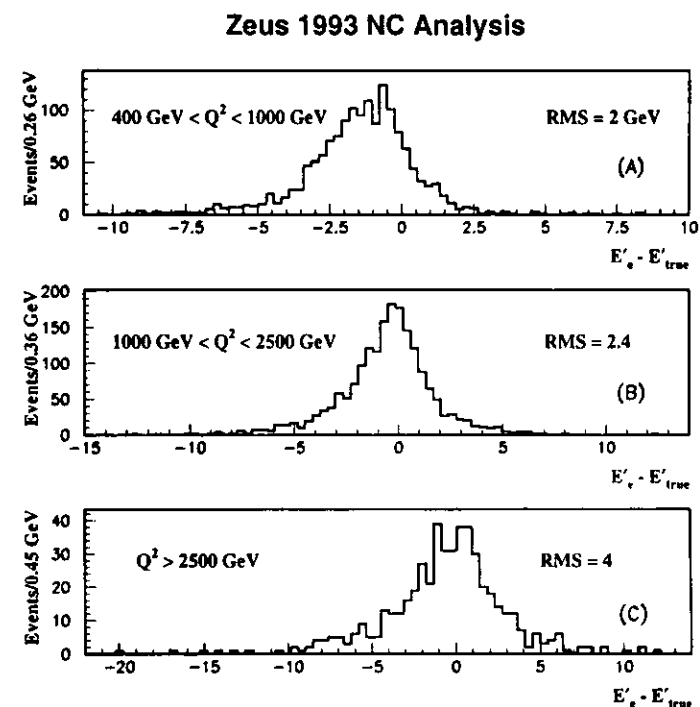 Zeus 1993 NC Analysis
Events/0.26 GeV
100
50
0
400 GeV < Q² < 1000 GeV
RMS = 2 GeV
(A)
−10 −7.5 −5 −2.5 0 2.5 5 7.5 10
E′e - E′true
Events/0.36 GeV
200
150
100
50
0
1000 GeV < Q² < 2500 GeV
RMS = 2.4
(B)
−15 −10 −5 0 5 10
E′e - E′true
Events/0.45 GeV
40
30
20
10
0
Q² > 2500 GeV
RMS = 4
(C)
−20 −15 −10 −5 0 5 10
E′e - E′true